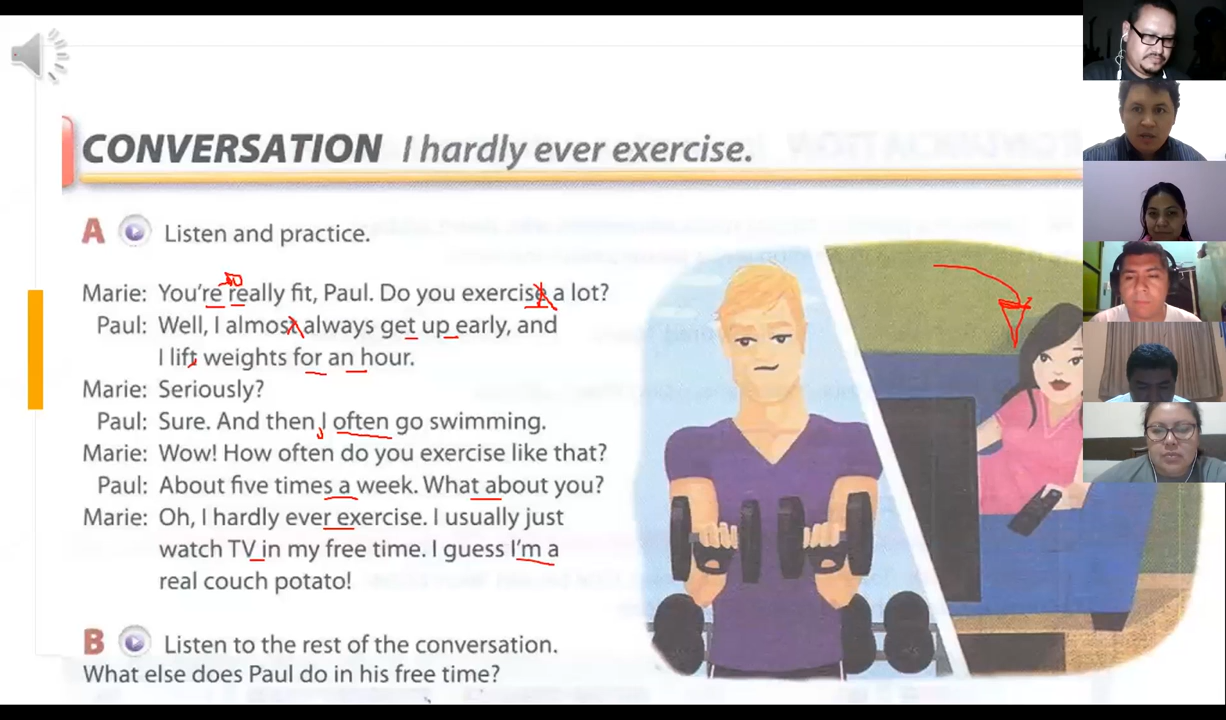 CONVERSATION I hardly ever exercise.
A Listen and practice.
Marie: You're really fit, Paul. Do you exercise a lot?
Paul: Well, I almost always get up early, and
I lift weights for an hour.
Marie: Seriously?
Paul: Sure. And then I often go swimming.
Marie: Wow! How often do you exercise like that?
Paul: About five times a week. What about you?
Marie: Oh, I hardly ever exercise. I usually just
watch TV in my free time. I guess I'm a
real couch potato!
B Listen to the rest of the conversation.
What else does Paul do in his free time?